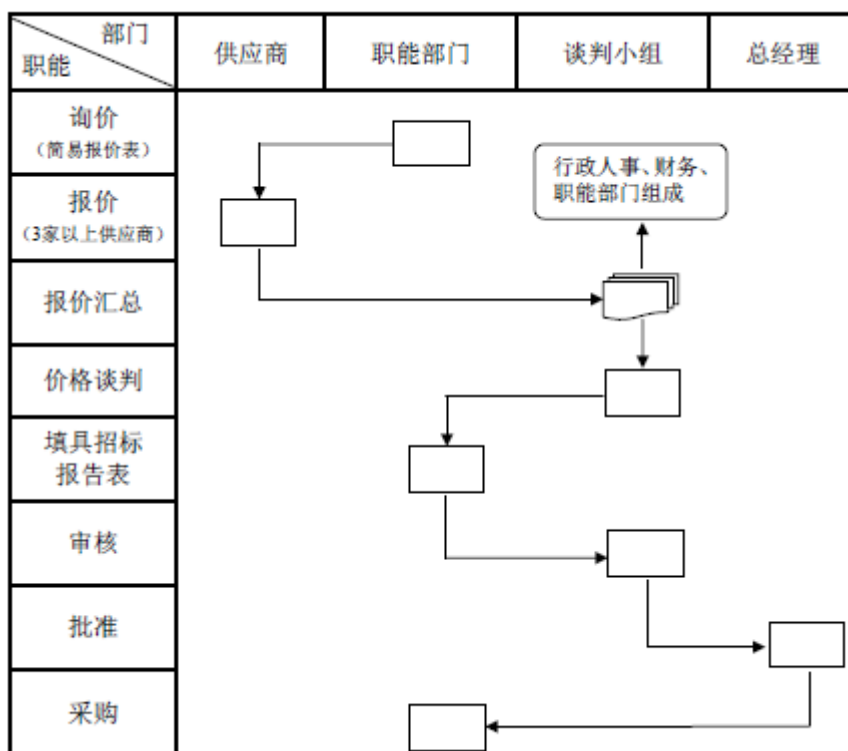 部门
职能
供应商
职能部门
谈判小组
总经理
询价
（简易报价表）
行政人事、财务、
职能部门组成
报价
（3家以上供应商）
报价汇总
价格谈判
填具招标
报告表
审核
批准
采购